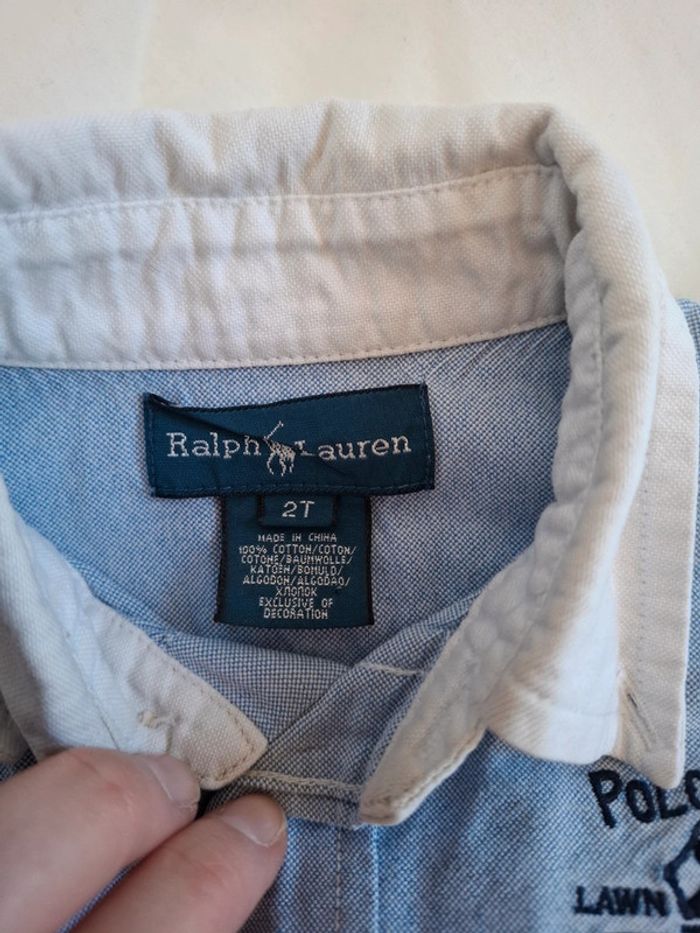 Ralph Lauren
2T
MADE IN CHINA
100% COTTON/COTON/
COTONE/BAUMWOLLE/
KATOEN/BOMULD/
ALGODON/ALGODAO/
ХЛОПОК
EXCLUSIVE OF
DECORATION
POLO
LAWN